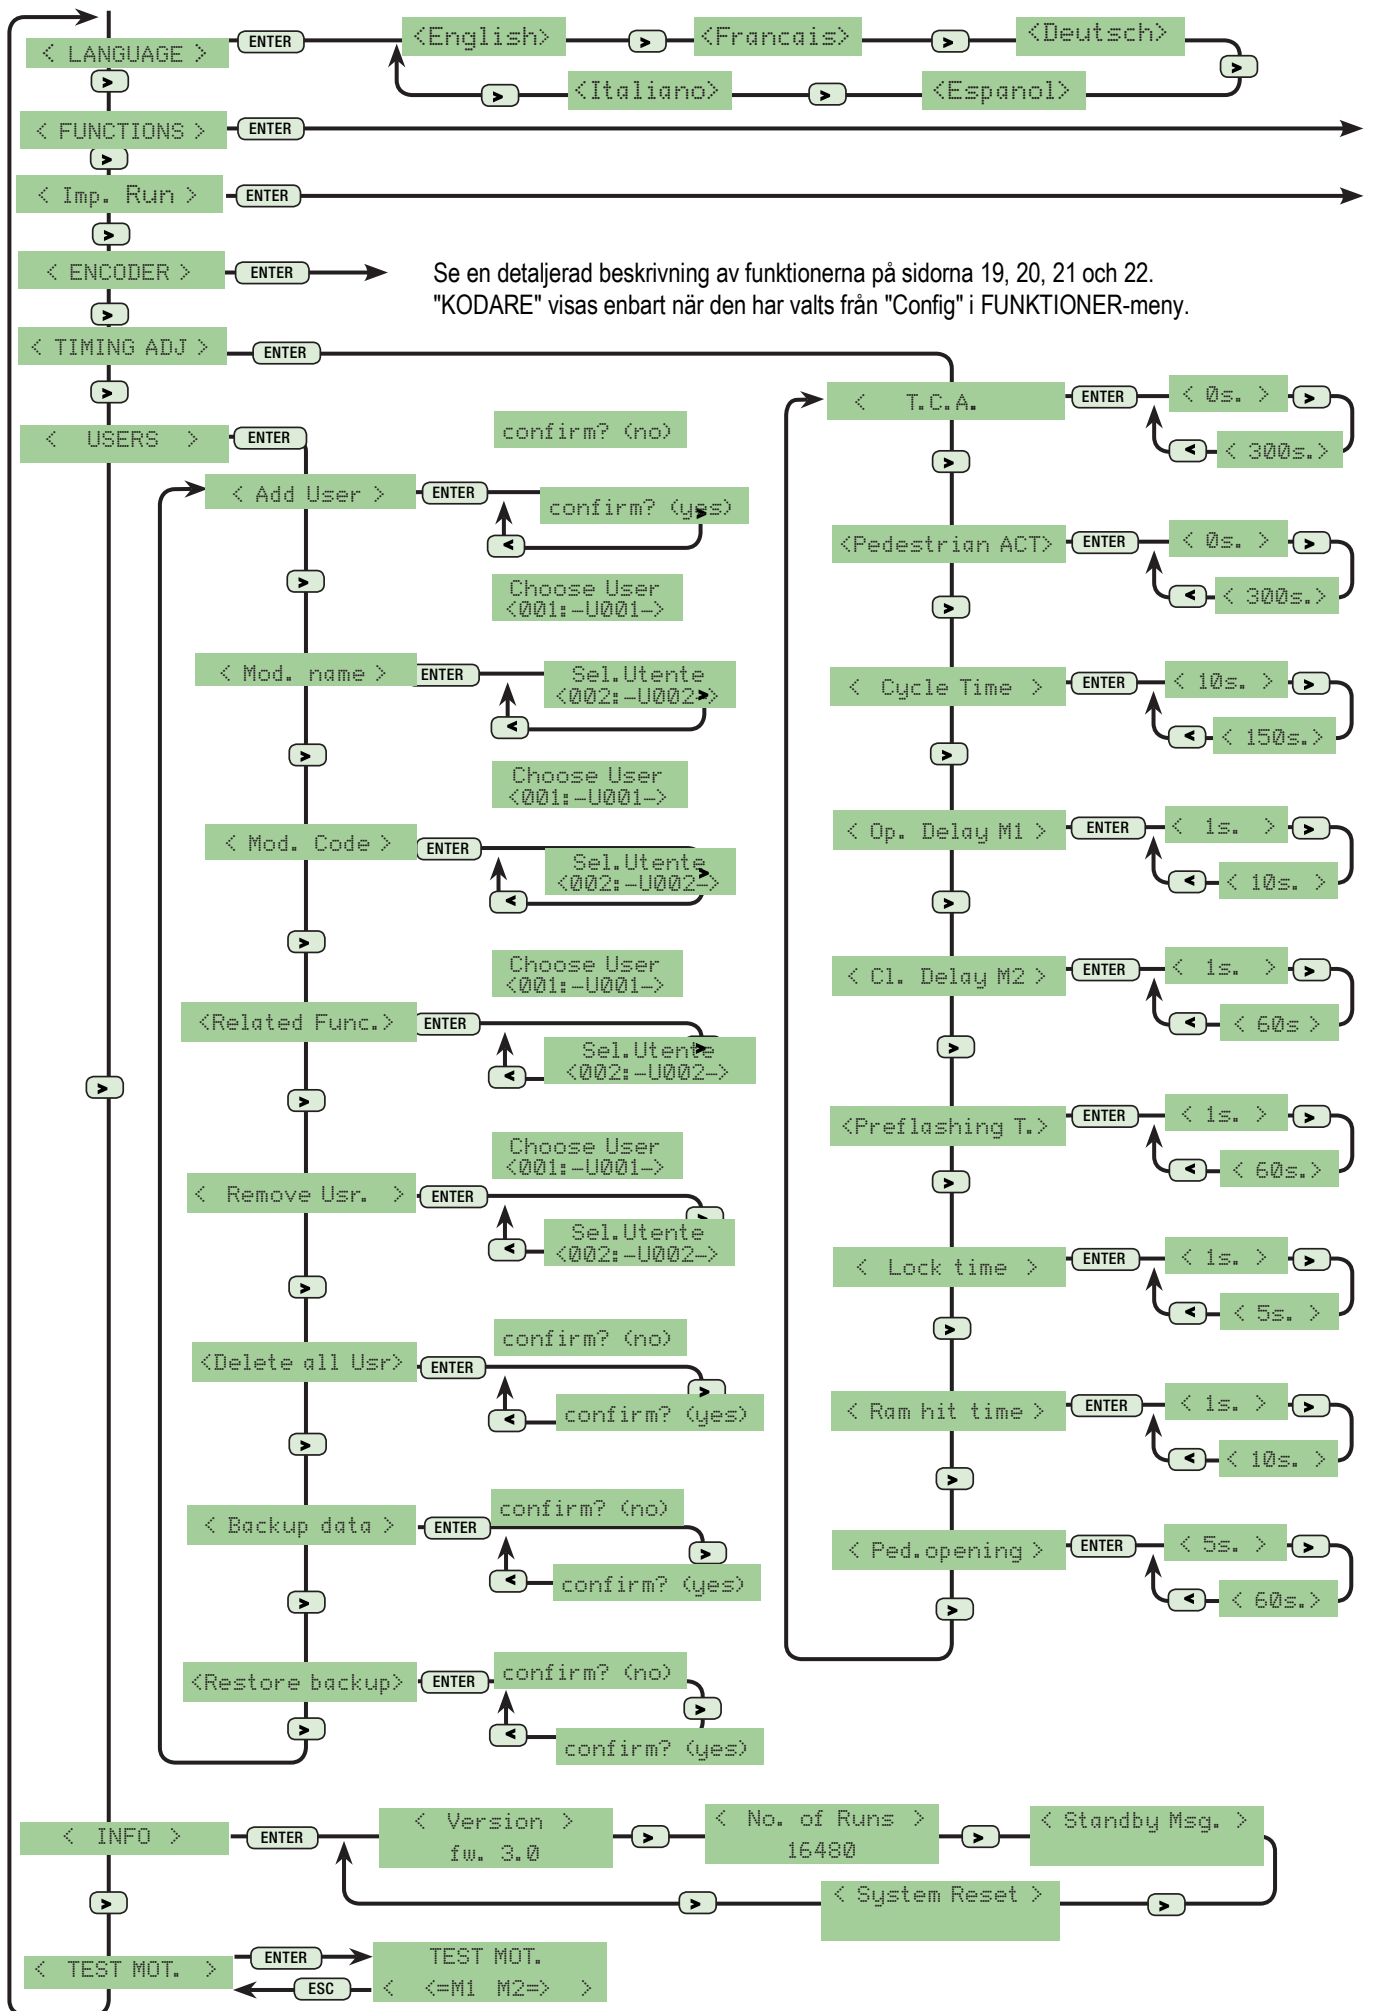 < LANGUAGE >
ENTER
<English>
>
<Francais>
>
<Deutsch>
>
<Espanol>
>
<Italiano>
>
>
< FUNCTIONS >
ENTER
>
< Imp. Run >
ENTER
>
< ENCODER >
ENTER
Se en detaljerad beskrivning av funktionerna på sidorna 19, 20, 21 och 22.
"KODARE" visas enbart när den har valts från "Config" i FUNKTIONER-meny.
>
< TIMING ADJ >
ENTER
>
< USERS >
ENTER
confirm? (no)
< Add User >
ENTER
confirm? (yes)
>
<
>
Choose User
<001:-U001->
< Mod. name >
ENTER
Sel.Utente
<002:-U002->
>
<
>
Choose User
<001:-U001->
< Mod. Code >
ENTER
Sel.Utente
<002:-U002->
>
<
>
Choose User
<001:-U001->
<Related Func.>
ENTER
>
Sel.Utente
<002:-U002->
<
>
>
Choose User
<001:-U001->
< Remove Usr. >
ENTER
>
Sel.Utente
<002:-U002->
<
>
confirm? (no)
<Delete all Usr>
ENTER
>
confirm? (yes)
<
>
confirm? (no)
< Backup data >
ENTER
>
confirm? (yes)
<
>
confirm? (no)
<Restore backup>
ENTER
>
confirm? (yes)
<
>
< T.C.A.
ENTER
< 0s. >
>
< 300s.>
<
>
<Pedestrian ACT>
ENTER
< 0s. >
>
< 300s.>
<
>
< Cycle Time >
ENTER
< 10s. >
>
< 150s.>
<
>
< Op. Delay M1 >
ENTER
< 1s. >
>
< 10s. >
<
>
< Cl. Delay M2 >
ENTER
< 1s. >
>
< 60s >
<
>
<Preflashing T.>
ENTER
< 1s. >
>
< 60s.>
<
>
< Lock time >
ENTER
< 1s. >
>
< 5s. >
<
>
< Ram hit time >
ENTER
< 1s. >
>
< 10s. >
<
>
< Ped.opening >
ENTER
< 5s. >
>
< 60s.>
<
>
< INFO >
ENTER
< Version >
fw. 3.0
>
< No. of Runs >
16480
>
< Standby Msg. >
>
< System Reset >
>
>
< TEST MOT. >
ENTER
ESC
TEST MOT.
< <=M1 M2=> >